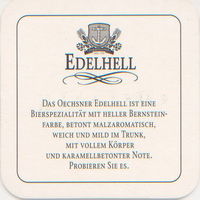 EDELHELL
DAS OECHSNER EDELHELL IST EINE
BIERSPEZIALITÄT MIT HELLER BERNSTEIN-
FARBE, BETONT MALZAROMATISCH,
WEICH UND MILD IM TRUNK,
MIT VOLLEM KÖRPER
UND KARAMELLBETONTER NOTE.
PROBIEREN SIE ES.